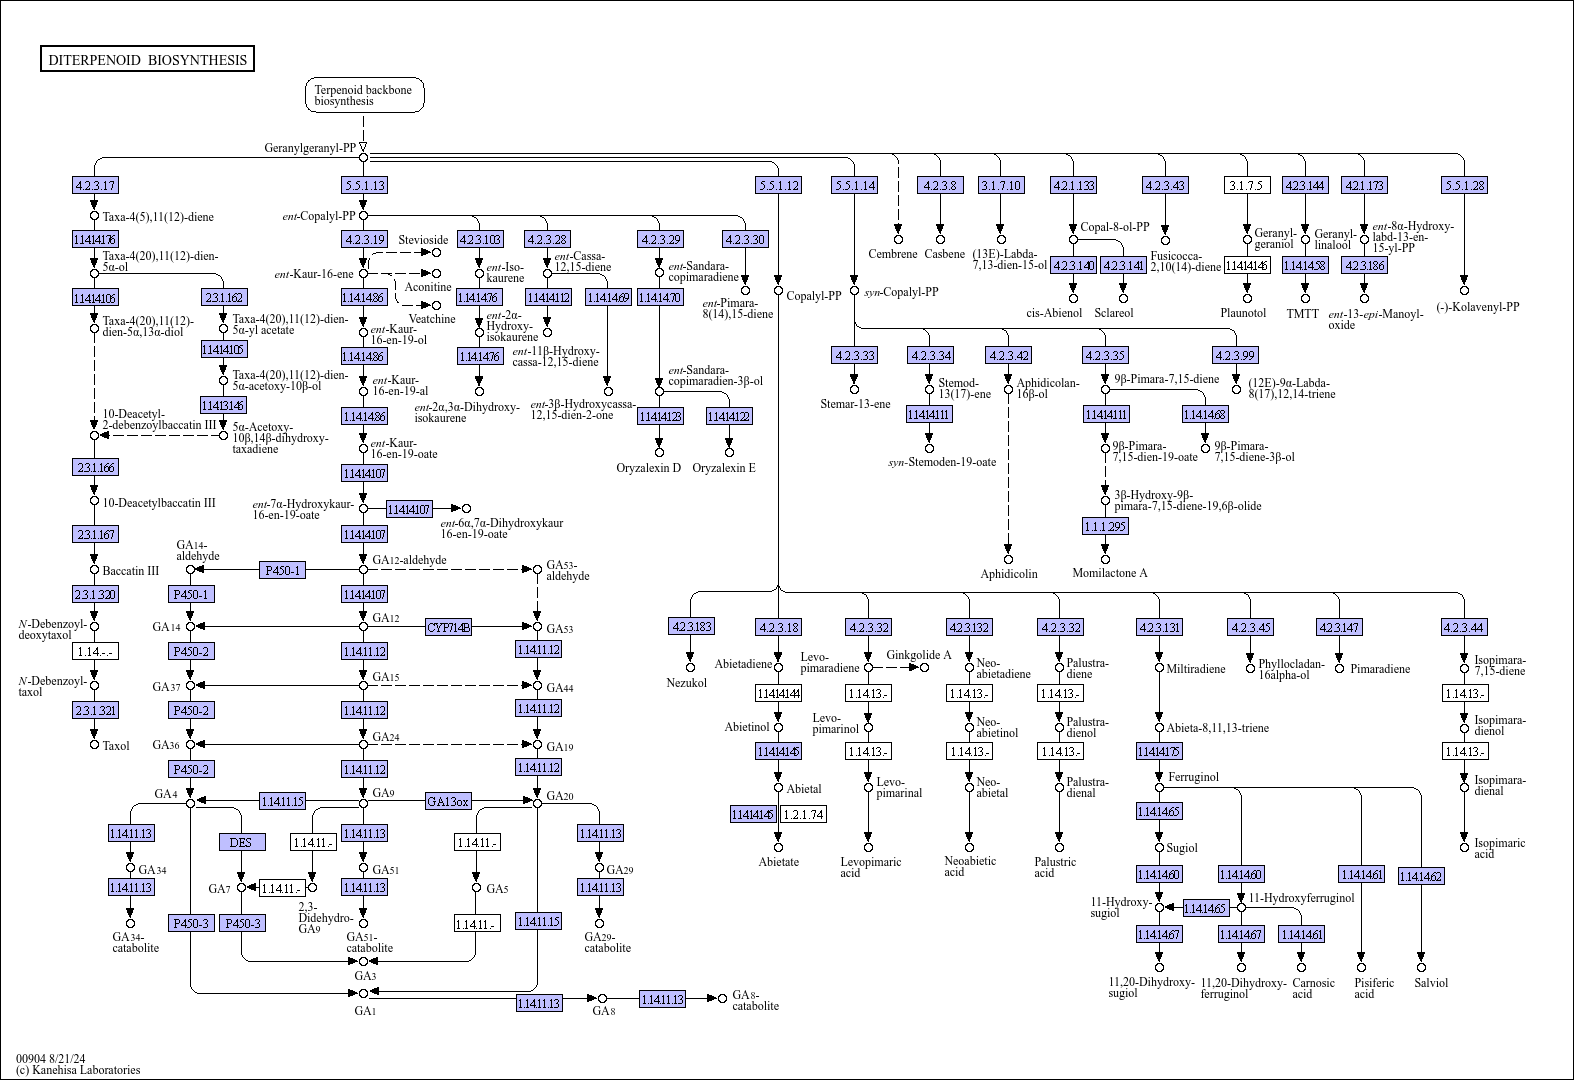 DITERPENOID BIOSYNTHESIS
Terpenoid backbone
biosynthesis
Geranylgeranyl-PP
4.2.3.17
5.5.1.13
5.5.1.12
5.5.1.14
4.2.3.8
3.1.7.10
4.2.1.133
4.2.3.43
3.1.7.5
4.2.3.144
4.2.1.173
5.5.1.28
Taxa-4(5),11(12)-diene
ent-Copalyl-PP
1.14.14.176
4.2.3.19
Stevioside
4.2.3.103
4.2.3.28
4.2.3.29
4.2.3.30
Cembrene
Casbene
(13E)-Labda-
7,13-dien-15-ol
Copal-8-ol-PP
Fusicocca-
2,10(14)-diene
Geranyl-
geraniol
Geranyl-
linalool
ent-8α-Hydroxy-
labd-13-en-
15-yl-PP
Taxa-4(20),11(12)-dien-
5α-ol
ent-Kaur-16-ene
Aconitine
Veatchine
ent-Iso-
kaurene
ent-Cassa-
12,15-diene
ent-Sandara-
copimaradiene
ent-Pimara-
8(14),15-diene
4.2.3.140
4.2.3.141
1.14.14.146
1.14.14.58
4.2.3.186
1.14.14.106
2.3.1.162
1.14.14.86
1.14.14.76
1.14.14.112
1.14.14.69
1.14.14.70
Copalyl-PP
syn-Copalyl-PP
cis-Abienol
Sclareol
Plaunotol
TMTT
ent-13-epi-Manoyl-
oxide
(-)-Kolavenyl-PP
Taxa-4(20),11(12)-
dien-5α,13α-diol
Taxa-4(20),11(12)-dien-
5α-yl acetate
ent-Kaur-
16-en-19-ol
ent-2α-
Hydroxy-
isokaurene
ent-11β-Hydroxy-
cassa-12,15-diene
1.14.14.105
1.14.14.86
1.14.14.76
4.2.3.33
4.2.3.34
4.2.3.42
4.2.3.35
4.2.3.99
Taxa-4(20),11(12)-dien-
5α-acetoxy-10β-ol
ent-Kaur-
16-en-19-al
ent-2α,3α-Dihydroxy-
isokaurene
ent-3β-Hydroxycassa-
12,15-dien-2-one
ent-Sandara-
copimaradien-3β-ol
Stemar-13-ene
Stemod-
13(17)-ene
Aphidicolan-
16β-ol
9β-Pimara-7,15-diene
(12E)-9α-Labda-
8(17),12,14-triene
1.14.13.146
1.14.14.86
1.14.14.123
1.14.14.122
1.14.14.111
1.14.14.111
1.14.14.68
10-Deacetyl-
2-debenzoylbaccatin III
5α-Acetoxy-
10β,14β-dihydroxy-
taxadiene
ent-Kaur-
16-en-19-oate
Oryzalexin D
Oryzalexin E
syn-Stemoden-19-oate
9β-Pimara-
7,15-dien-19-oate
9β-Pimara-
7,15-diene-3β-ol
2.3.1.166
1.14.14.107
10-Deacetylbaccatin III
ent-7α-Hydroxykaur-
16-en-19-oate
1.14.14.107
ent-6α,7α-Dihydroxykaur
16-en-19-oate
3β-Hydroxy-9β-
pimara-7,15-diene-19,6β-olide
2.3.1.167
1.14.14.107
1.1.1.295
Baccatin III
GA14-
aldehyde
P450-1
GA12-aldehyde
GA53-
aldehyde
Aphidicolin
Momilactone A
2.3.1.320
P450-1
1.14.14.107
N-Debenzoyl-
deoxytaxol
GA14
GA12
CYP714B
GA53
4.2.3.183
4.2.3.18
4.2.3.32
4.2.3.132
4.2.3.32
4.2.3.131
4.2.3.45
4.2.3.147
4.2.3.44
1.14.-.-
P450-2
1.14.11.12
1.14.11.12
Nezukol
Abietadiene
Levo-
pimaradiene
Ginkgolide A
Neo-
abietadiene
Palustra-
diene
Miltiradiene
Phyllocladan-
16alpha-ol
Pimaradiene
Isopimara-
7,15-diene
N-Debenzoyl-
taxol
GA37
GA15
GA44
1.14.14.144
1.14.13.-
1.14.13.-
1.14.13.-
1.14.13.-
2.3.1.321
P450-2
1.14.11.12
1.14.11.12
Abietinol
Levo-
pimarinol
Neo-
abietinol
Palustra-
dienol
Abieta-8,11,13-triene
Isopimara-
dienol
Taxol
GA36
GA24
GA19
1.14.14.145
1.14.13.-
1.14.13.-
1.14.13.-
1.14.14.175
1.14.13.-
P450-2
1.14.11.12
1.14.11.12
Abietal
Levo-
pimarinal
Neo-
abietal
Palustra-
dienal
Ferruginol
Isopimara-
dienal
GA4
1.14.11.15
GA9
GA13ox
GA20
1.14.14.145
1.2.1.74
1.14.14.65
1.14.11.13
DES
1.14.11.-
1.14.11.13
1.14.11.-
1.14.11.13
Abietate
Levopimaric
acid
Neoabietic
acid
Palustric
acid
Sugiol
Isopimaric
acid
GA34
GA51
GA29
1.14.14.60
1.14.14.60
1.14.14.61
1.14.14.62
1.14.11.13
GA7
1.14.11.-
1.14.11.13
GA5
1.14.11.13
11-Hydroxy-
sugiol
1.14.14.65
11-Hydroxyferruginol
2,3-
Didehydro-
GA9
P450-3
P450-3
1.14.11.-
1.14.11.15
1.14.14.67
1.14.14.67
1.14.14.61
GA34-
catabolite
GA51-
catabolite
GA29-
catabolite
GA3
11,20-Dihydroxy-
sugiol
11,20-Dihydroxy-
ferruginol
Carnosic
acid
Pisiferic
acid
Salviol
GA1
1.14.11.13
GA8
1.14.11.13
GA8-
catabolite
00904 8/21/24
(c) Kanehisa Laboratories